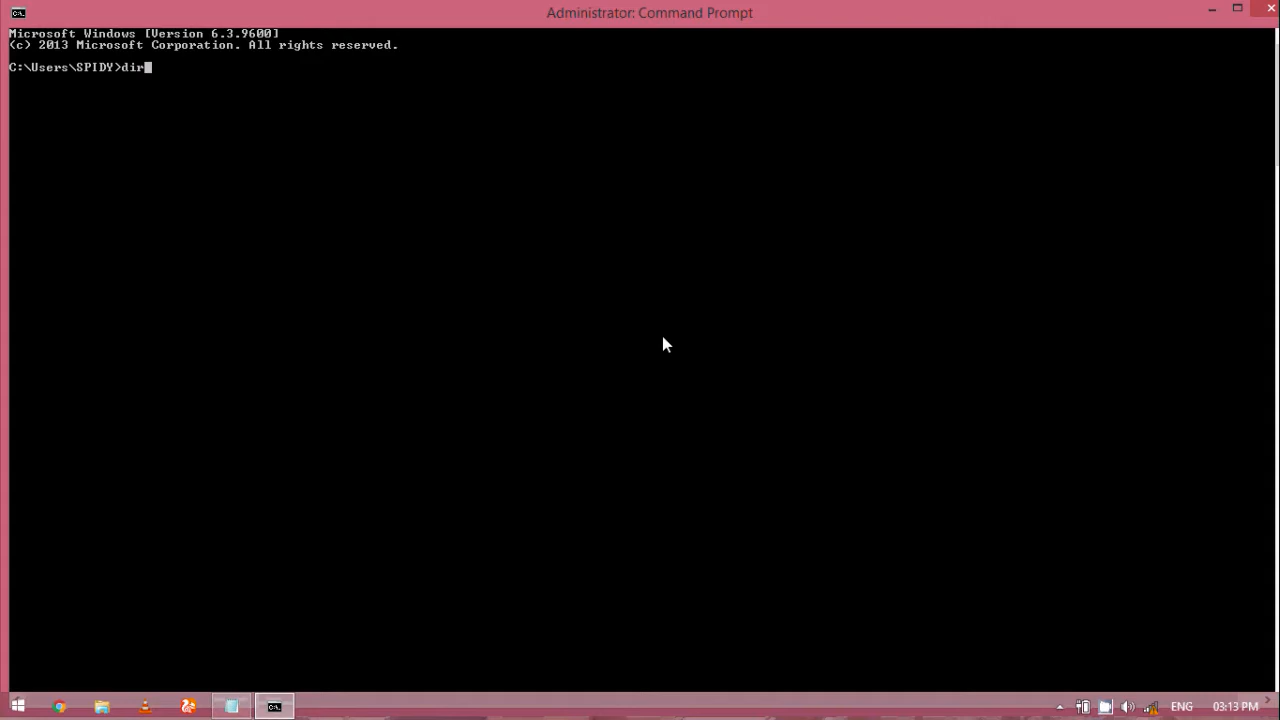 Administrator: Command Prompt
Microsoft Windows [Version 6.3.9600]
(c) 2013 Microsoft Corporation. All rights reserved.
C:\Users\SPIDY>dir
ENG
03:13 PM